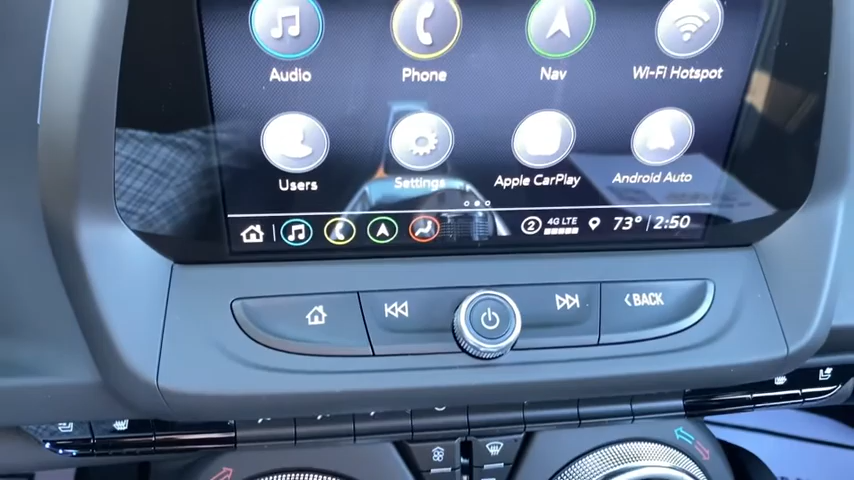 Audio Phone Nav Wi-Fi Hotspot
Users Settings Apple CarPlay Android Auto
2 4G LTE 73° 2:50
BACK